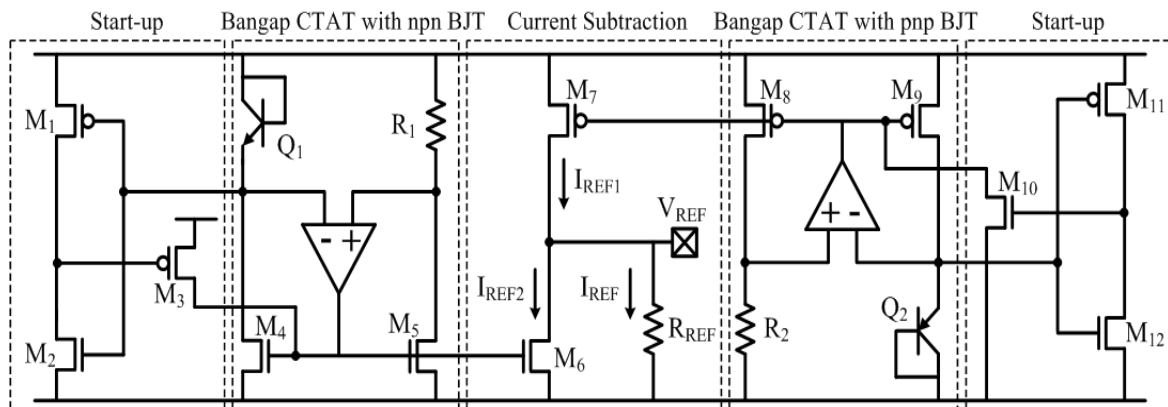 Start-up
Bangap CTAT with npn BJT
Current Subtraction
Bangap CTAT with pnp BJT
Start-up
M1
M7
M8
M9
M11
Q1
R1
M10
IREF1
VREF
- +
+ -
M3
IREF2
IREF
Q2
M2
M4
M5
M6
RREF
R2
M12